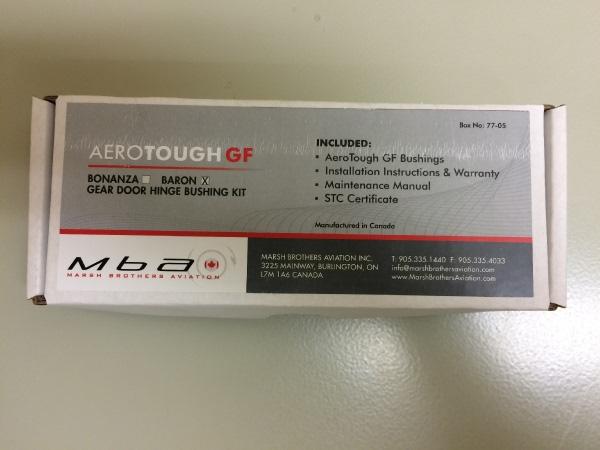 Box No: 77-05
AEROTOUGH GF
BONANZA ☐ BARON ☒
GEAR DOOR HINGE BUSHING KIT
INCLUDED:
• AeroTough GF Bushings
• Installation Instructions & Warranty
• Maintenance Manual
• STC Certificate
Manufactured in Canada
Mba
MARSH BROTHERS AVIATION
MARSH BROTHERS AVIATION INC.
3225 MAINWAY, BURLINGTON, ON
L7M 1A6 CANADA
T: 905.335.1440 F: 905.335.4033
info@marshbrothersaviation.com
www.MarshBrothersAviation.com